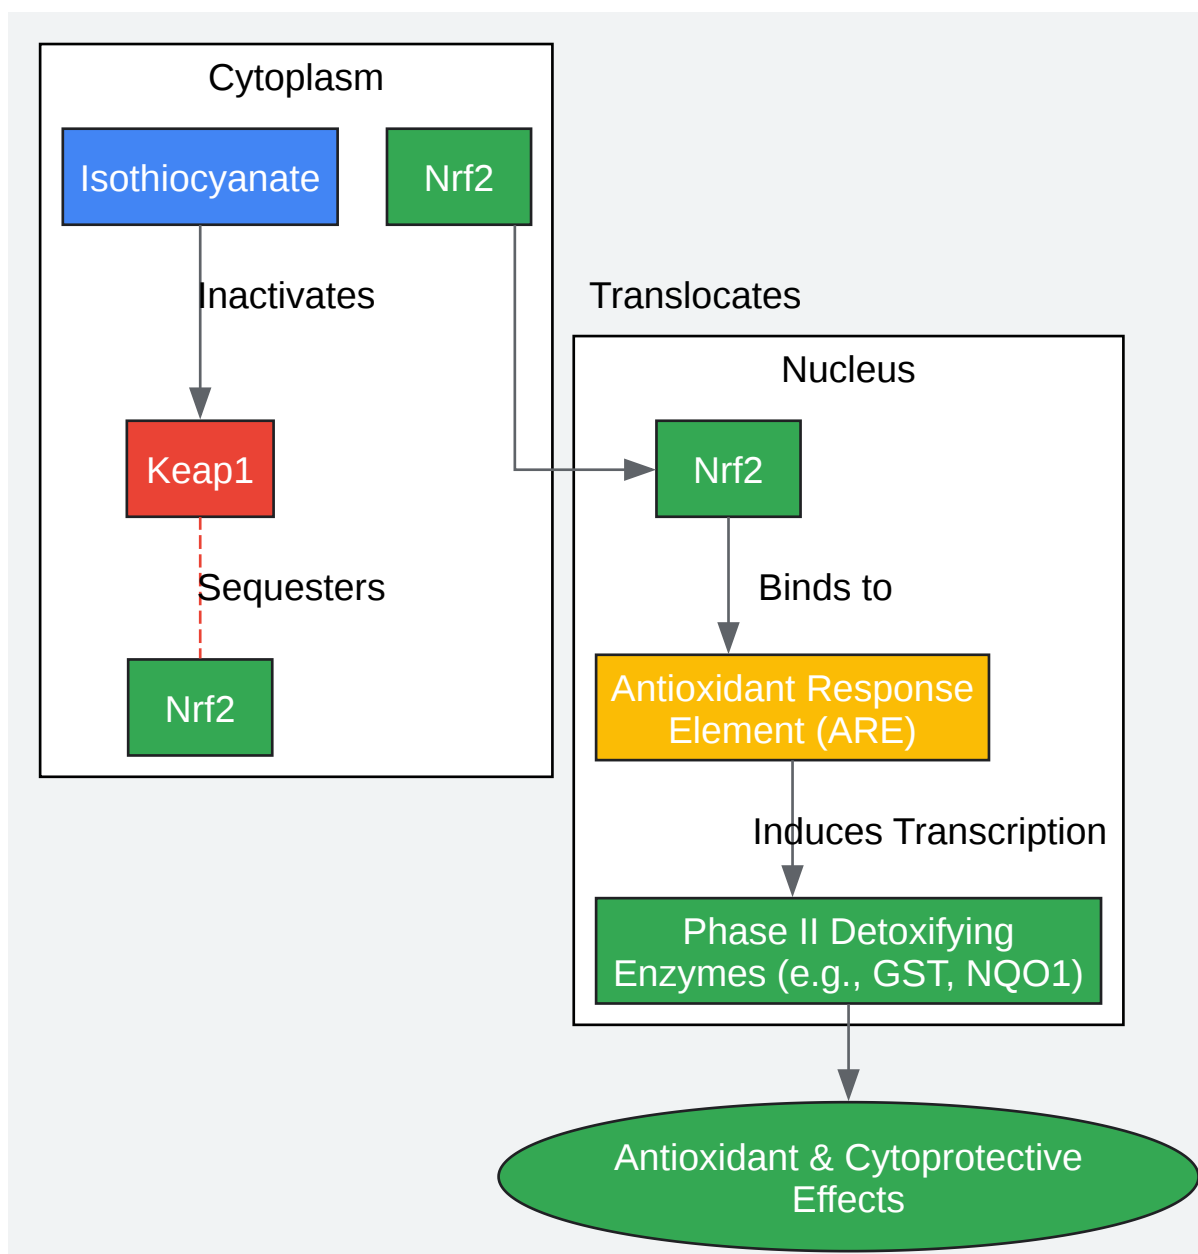 Cytoplasm
Isothiocyanate
Nrf2
Inactivates
Translocates
Keap1
Sequesters
Nrf2
Nucleus
Nrf2
Binds to
Antioxidant Response
Element (ARE)
Induces Transcription
Phase II Detoxifying
Enzymes (e.g., GST, NQO1)
Antioxidant & Cytoprotective
Effects